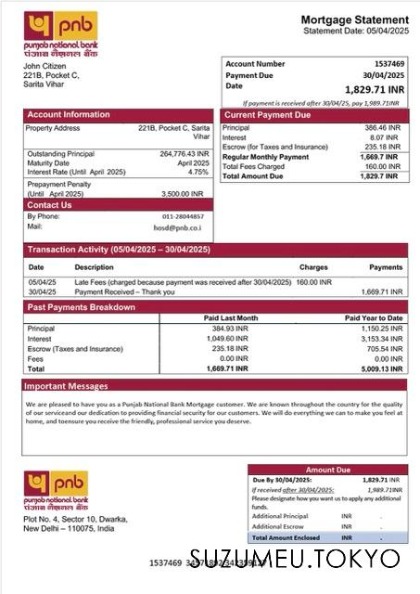 pnb
punjab national bank
पंजाब नैशनल बैंक
Mortgage Statement
Statement Date: 05/04/2025
John Citizen
221B, Pocket C,
Sarita Vihar
Account Number 1537469
Payment Due 30/04/2025
Date
1,829.71 INR
If payment is received after 30/04/25, pay 1,989.71INR
Account Information
Property Address 221B, Pocket C, Sarita
Vihar
Outstanding Principal 264,776.43 INR
Maturity Date April 2025
Interest Rate (Until April 2025) 4.75%
Prepayment Penalty
(Until April 2025) 3,500.00 INR
Contact Us
By Phone: 011-28044857
Mail: hosd@pnb.co.i
Current Payment Due
Principal 386.46 INR
Interest 8.07 INR
Escrow (for Taxes and Insurance) 235.18 INR
Regular Monthly Payment 1,669.7 INR
Total Fees Charged 160.00 INR
Total Amount Due 1,829.7 INR
Transaction Activity (05/04/2025 – 30/04/2025)
Date Description Charges Payments
05/04/25 Late Fees (charged because payment was received after 30/04/2025) 160.00 INR
30/04/25 Payment Received – Thank you 1,669.71 INR
Past Payments Breakdown
Paid Last Month Paid Year to Date
Principal 384.93 INR 1,150.25 INR
Interest 1,049.60 INR 3,153.34 INR
Escrow (Taxes and Insurance) 235.18 INR 705.54 INR
Fees 0.00 INR 0.00 INR
Total 1,669.71 INR 5,009.13 INR
Important Messages
We are pleased to have you as a Punjab National Bank Mortgage customer. We are known throughout the country for the quality
of our serviceand our dedication to providing financial security for our customers. We will do everything we can to make you feel at
home, and toensure you receive the friendly, professional service you deserve.
pnb
punjab national bank
पंजाब नैशनल बैंक
Plot No. 4, Sector 10, Dwarka,
New Delhi – 110075, India
Amount Due
Due By 30/04/2025: 1,829.71 INR
If received after 30/04/2025: 1,989.71INR
Please designate how you want us to apply any additional
funds.
Additional Principal INR .
Additional Escrow INR .
Total Amount Enclosed INR .
1537469
SUZUMEU.TOKYO